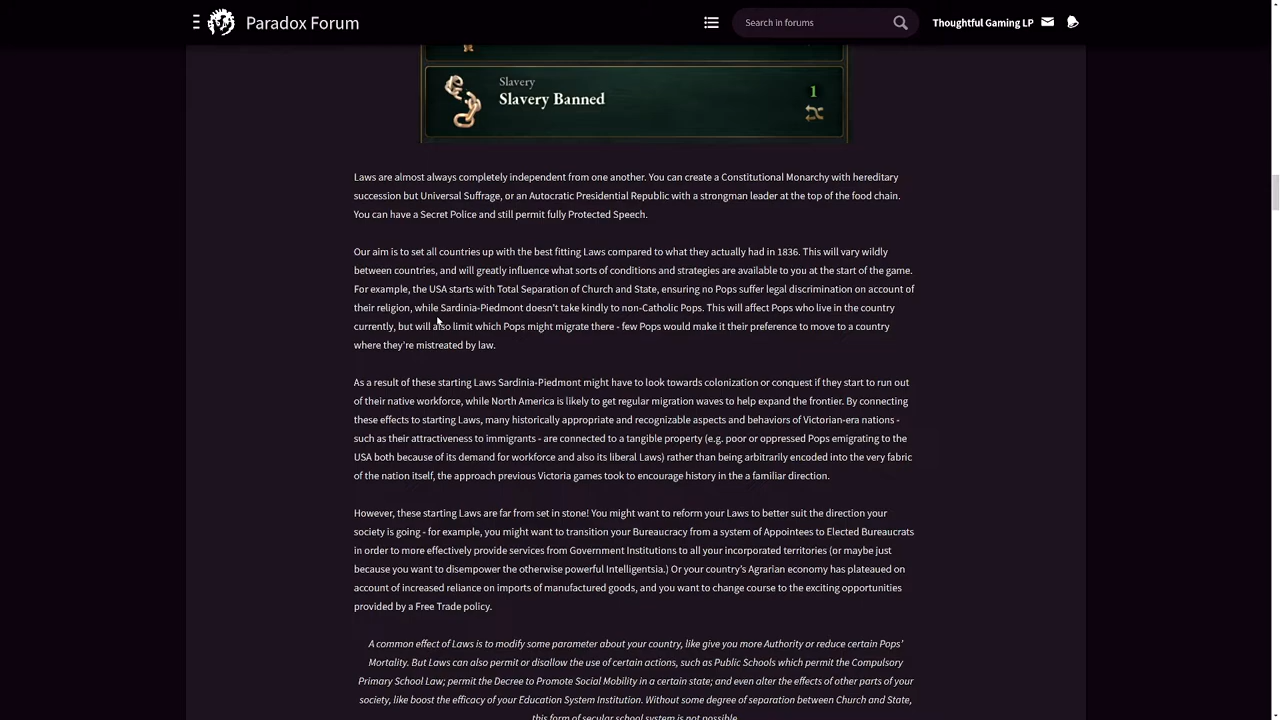 Paradox Forum
Search in forums
Thoughtful Gaming LP
Slavery
Slavery Banned
1
Laws are almost always completely independent from one another. You can create a Constitutional Monarchy with hereditary
succession but Universal Suffrage, or an Autocratic Presidential Republic with a strongman leader at the top of the food chain.
You can have a Secret Police and still permit fully Protected Speech.
Our aim is to set all countries up with the best fitting Laws compared to what they actually had in 1836. This will vary wildly
between countries, and will greatly influence what sorts of conditions and strategies are available to you at the start of the game.
For example, the USA starts with Total Separation of Church and State, ensuring no Pops suffer legal discrimination on account of
their religion, while Sardinia-Piedmont doesn't take kindly to non-Catholic Pops. This will affect Pops who live in the country
currently, but will also limit which Pops might migrate there - few Pops would make it their preference to move to a country
where they're mistreated by law.
As a result of these starting Laws Sardinia-Piedmont might have to look towards colonization or conquest if they start to run out
of their native workforce, while North America is likely to get regular migration waves to help expand the frontier. By connecting
these effects to starting Laws, many historically appropriate and recognizable aspects and behaviors of Victorian-era nations -
such as their attractiveness to immigrants - are connected to a tangible property (e.g. poor or oppressed Pops emigrating to the
USA both because of its demand for workforce and also its liberal Laws) rather than being arbitrarily encoded into the very fabric
of the nation itself, the approach previous Victoria games took to encourage history in the a familiar direction.
However, these starting Laws are far from set in stone! You might want to reform your Laws to better suit the direction your
society is going - for example, you might want to transition your Bureaucracy from a system of Appointees to Elected Bureaucrats
in order to more effectively provide services from Government Institutions to all your incorporated territories (or maybe just
because you want to disempower the otherwise powerful Intelligentsia.) Or your country's Agrarian economy has plateaued on
account of increased reliance on imports of manufactured goods, and you want to change course to the exciting opportunities
provided by a Free Trade policy.
A common effect of Laws is to modify some parameter about your country, like give you more Authority or reduce certain Pops'
Mortality. But Laws can also permit or disallow the use of certain actions, such as Public Schools which permit the Compulsory
Primary School Law; permit the Decree to Promote Social Mobility in a certain state; and even alter the effects of other parts of your
society, like boost the efficacy of your Education System Institution. Without some degree of separation between Church and State,
this form of secular school system is not possible.